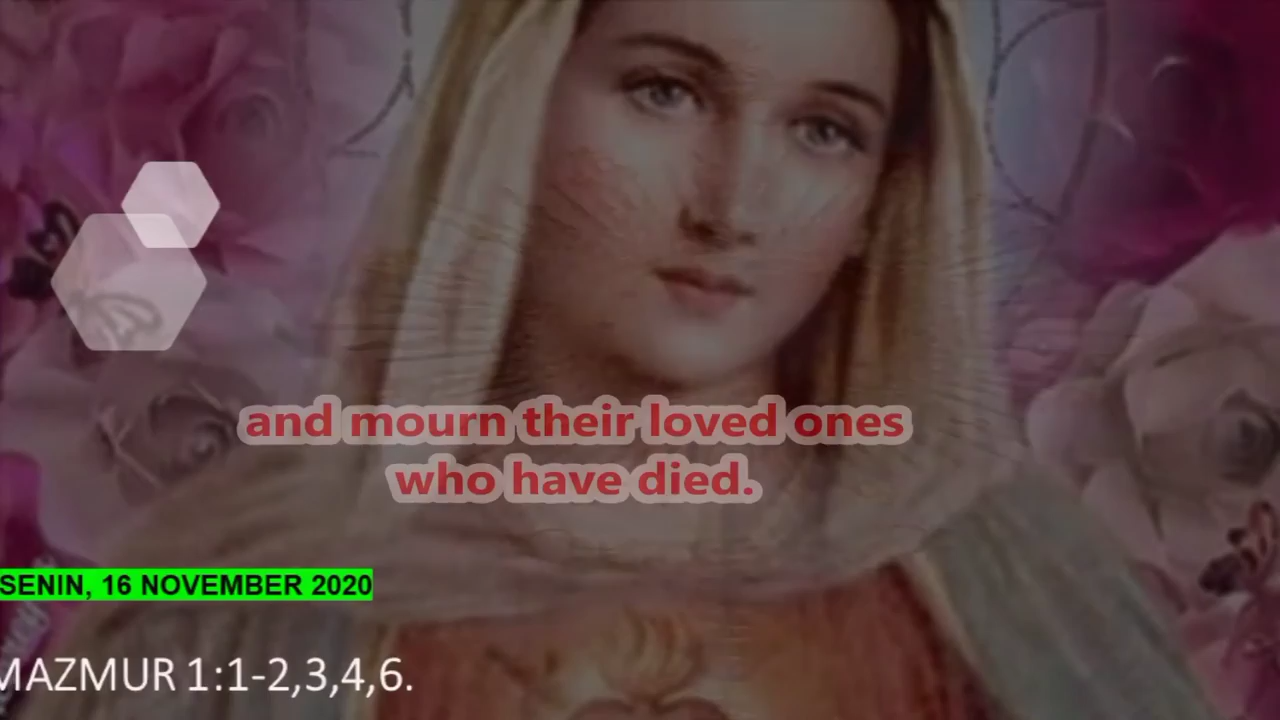 and mourn their loved ones
who have died.
SENIN, 16 NOVEMBER 2020
MAZMUR 1:1-2,3,4,6.